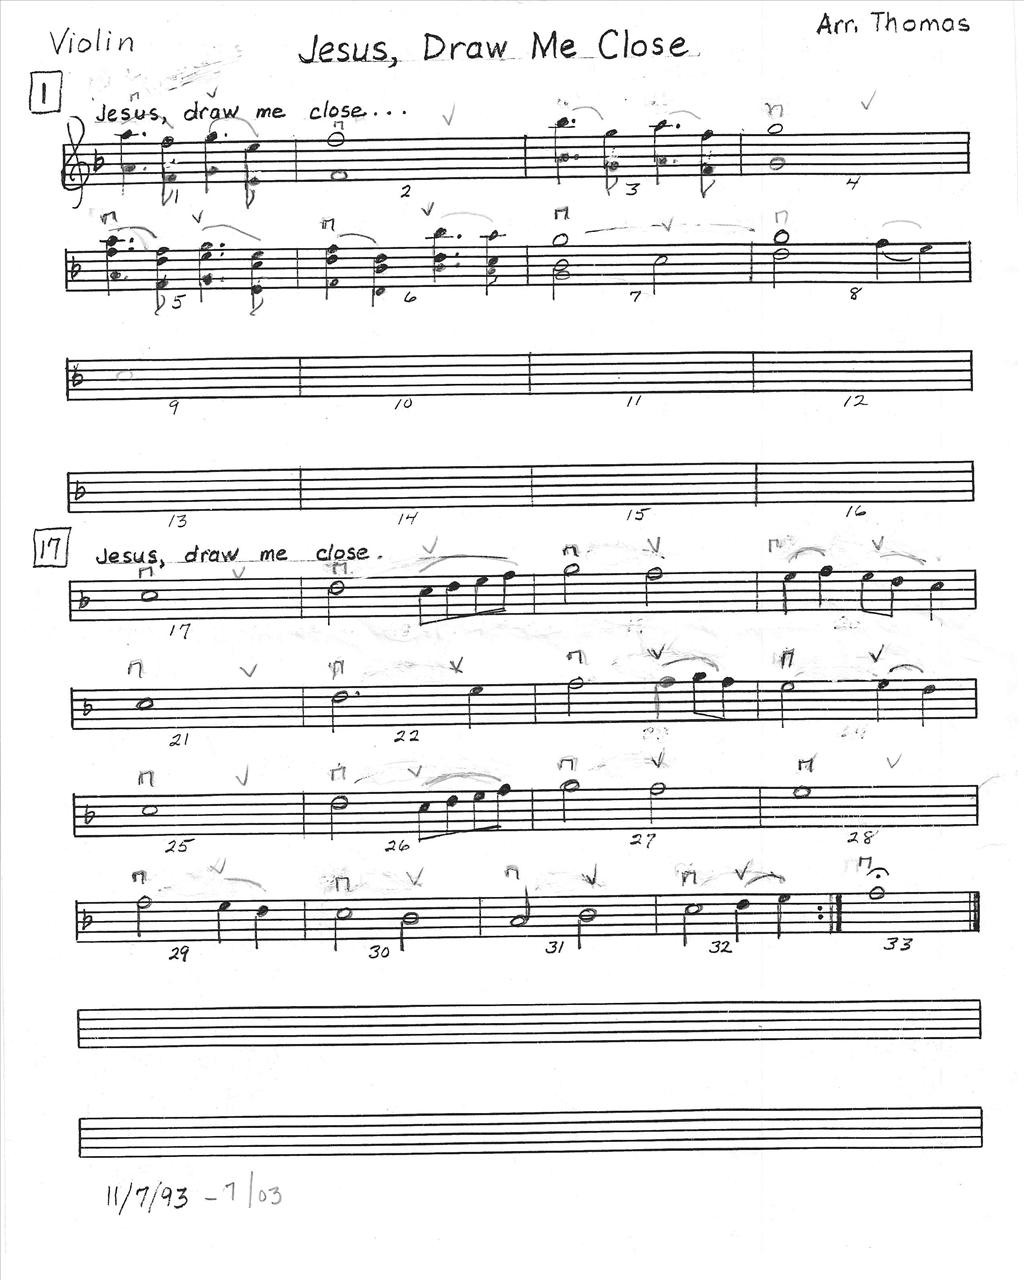 Violin
Jesus, Draw Me Close
Arr. Thomas
1
Jesus, draw me close...
1 2 3 4
5 6 7 8
9 10 11 12
13 14 15 16
17
Jesus, draw me close.
17
21 22
25 26 27 28
29 30 31 32 33
11/7/93 - 7/03